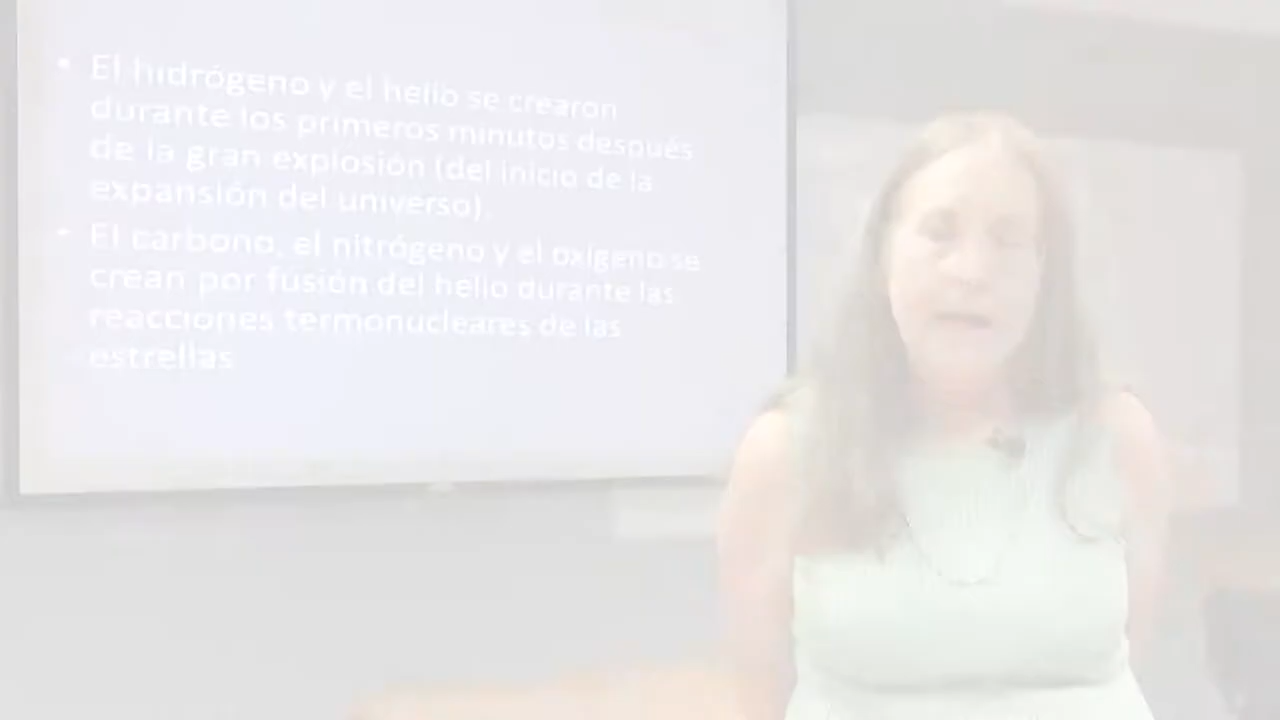 • El hidrógeno y el helio se crearon
durante los primeros minutos después
de la gran explosión (del inicio de la
expansión del universo).
• El carbono, el nitrógeno y el oxígeno se
crean por fusión del helio durante las
reacciones termonucleares de las
estrellas